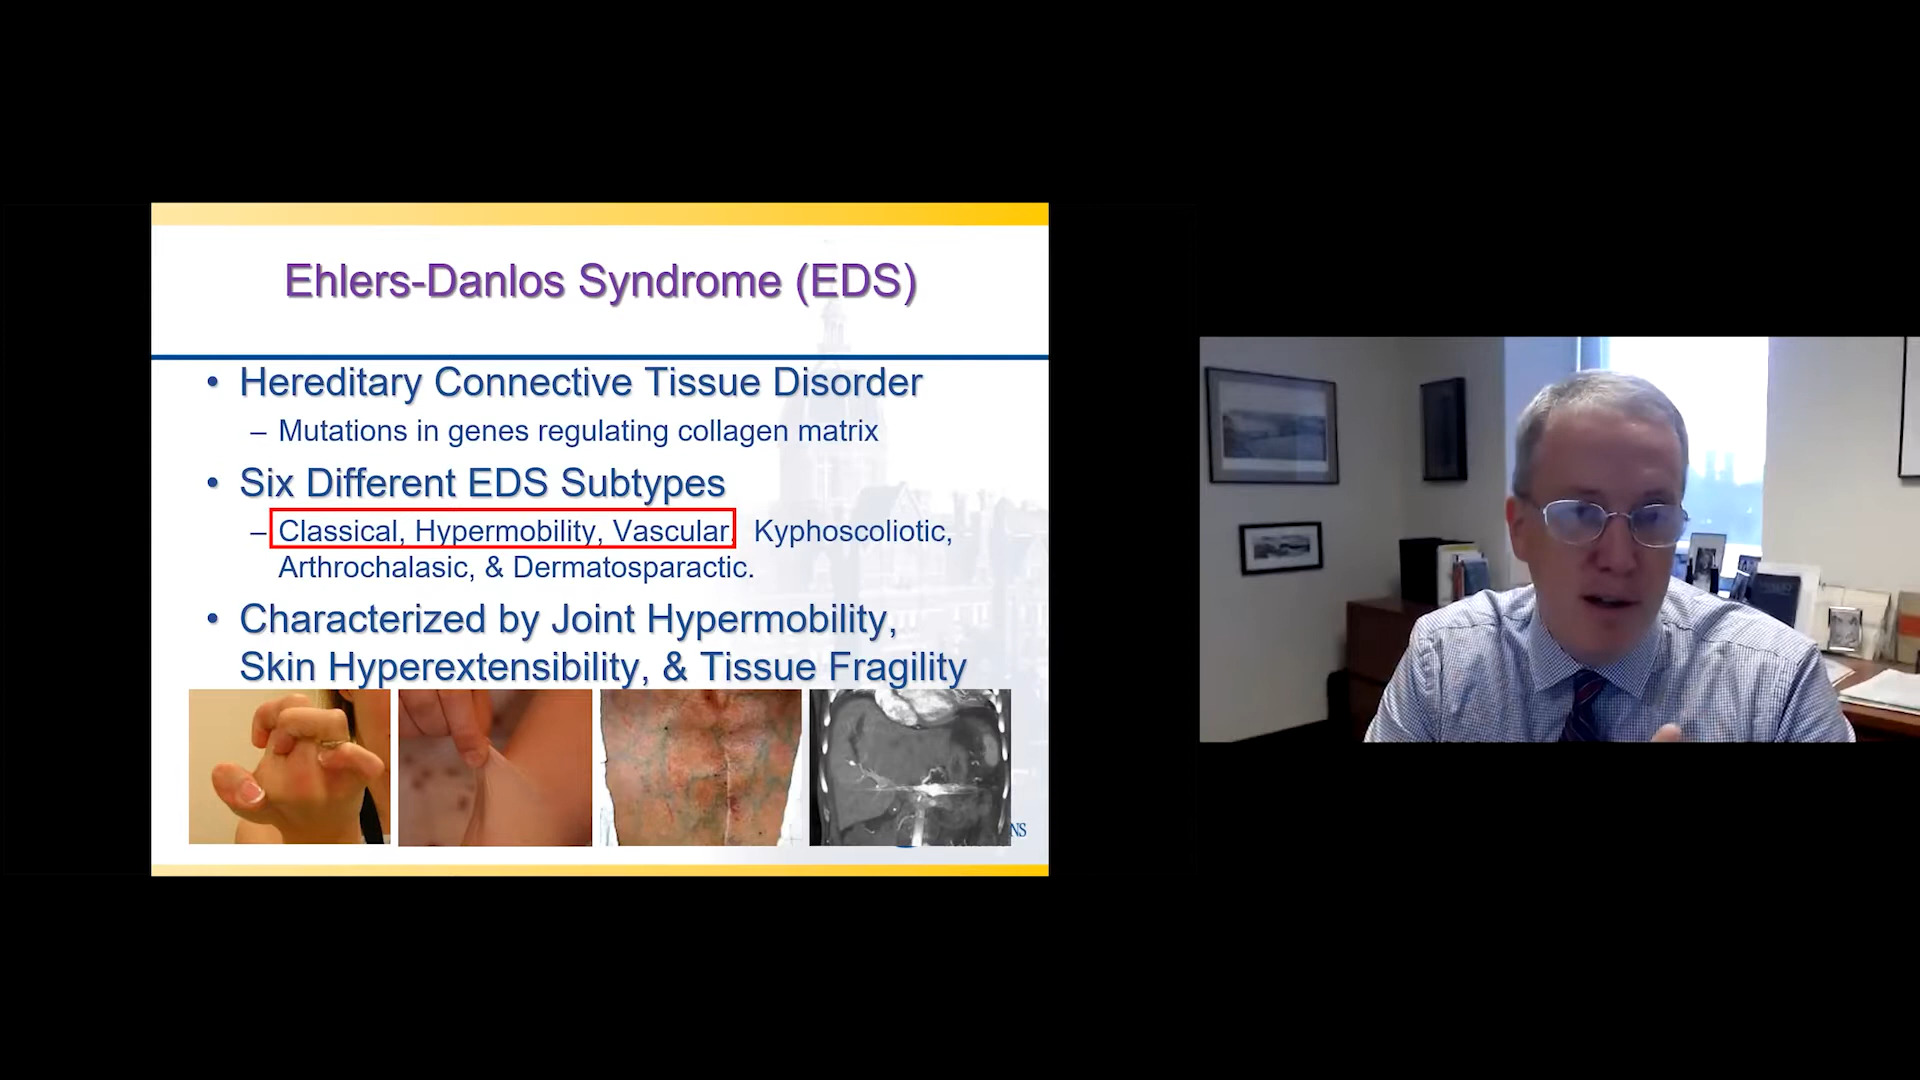 Ehlers-Danlos Syndrome (EDS)
• Hereditary Connective Tissue Disorder
– Mutations in genes regulating collagen matrix
• Six Different EDS Subtypes
– Classical, Hypermobility, Vascular, Kyphoscoliotic,
Arthrochalasic, & Dermatosparactic.
• Characterized by Joint Hypermobility,
Skin Hyperextensibility, & Tissue Fragility
NS